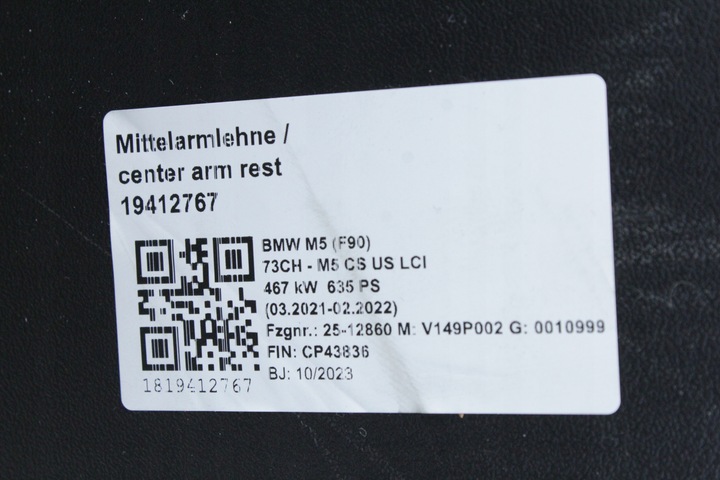 Mittelarmlehne /
center arm rest
19412767
BMW M5 (F90)
73CH - M5 CS US LCI
467 kW 635 PS
(03.2021-02.2022)
Fzgnr.: 25-12860 M: V149P002 G: 0010999
FIN: CP43836
BJ: 10/2023
1819412767